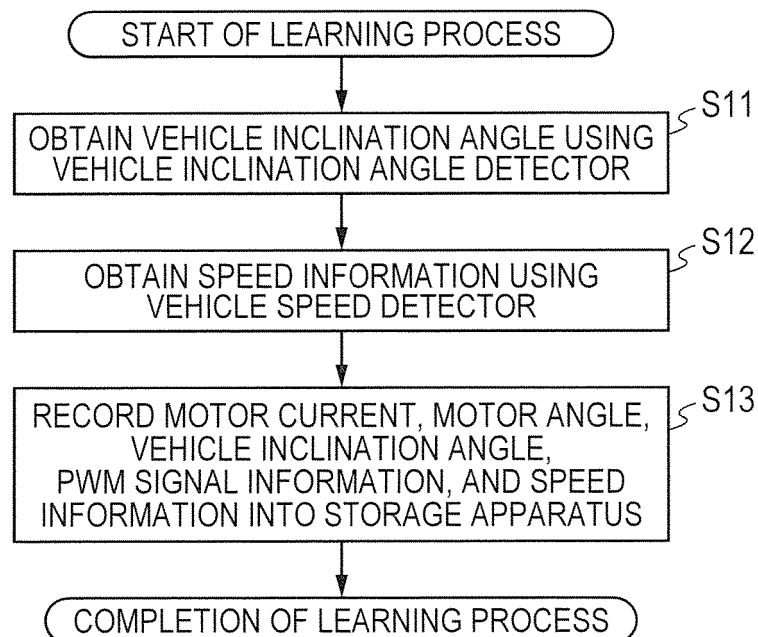 START OF LEARNING PROCESS
S11
OBTAIN VEHICLE INCLINATION ANGLE USING
VEHICLE INCLINATION ANGLE DETECTOR
S12
OBTAIN SPEED INFORMATION USING
VEHICLE SPEED DETECTOR
S13
RECORD MOTOR CURRENT, MOTOR ANGLE,
VEHICLE INCLINATION ANGLE,
PWM SIGNAL INFORMATION, AND SPEED
INFORMATION INTO STORAGE APPARATUS
COMPLETION OF LEARNING PROCESS